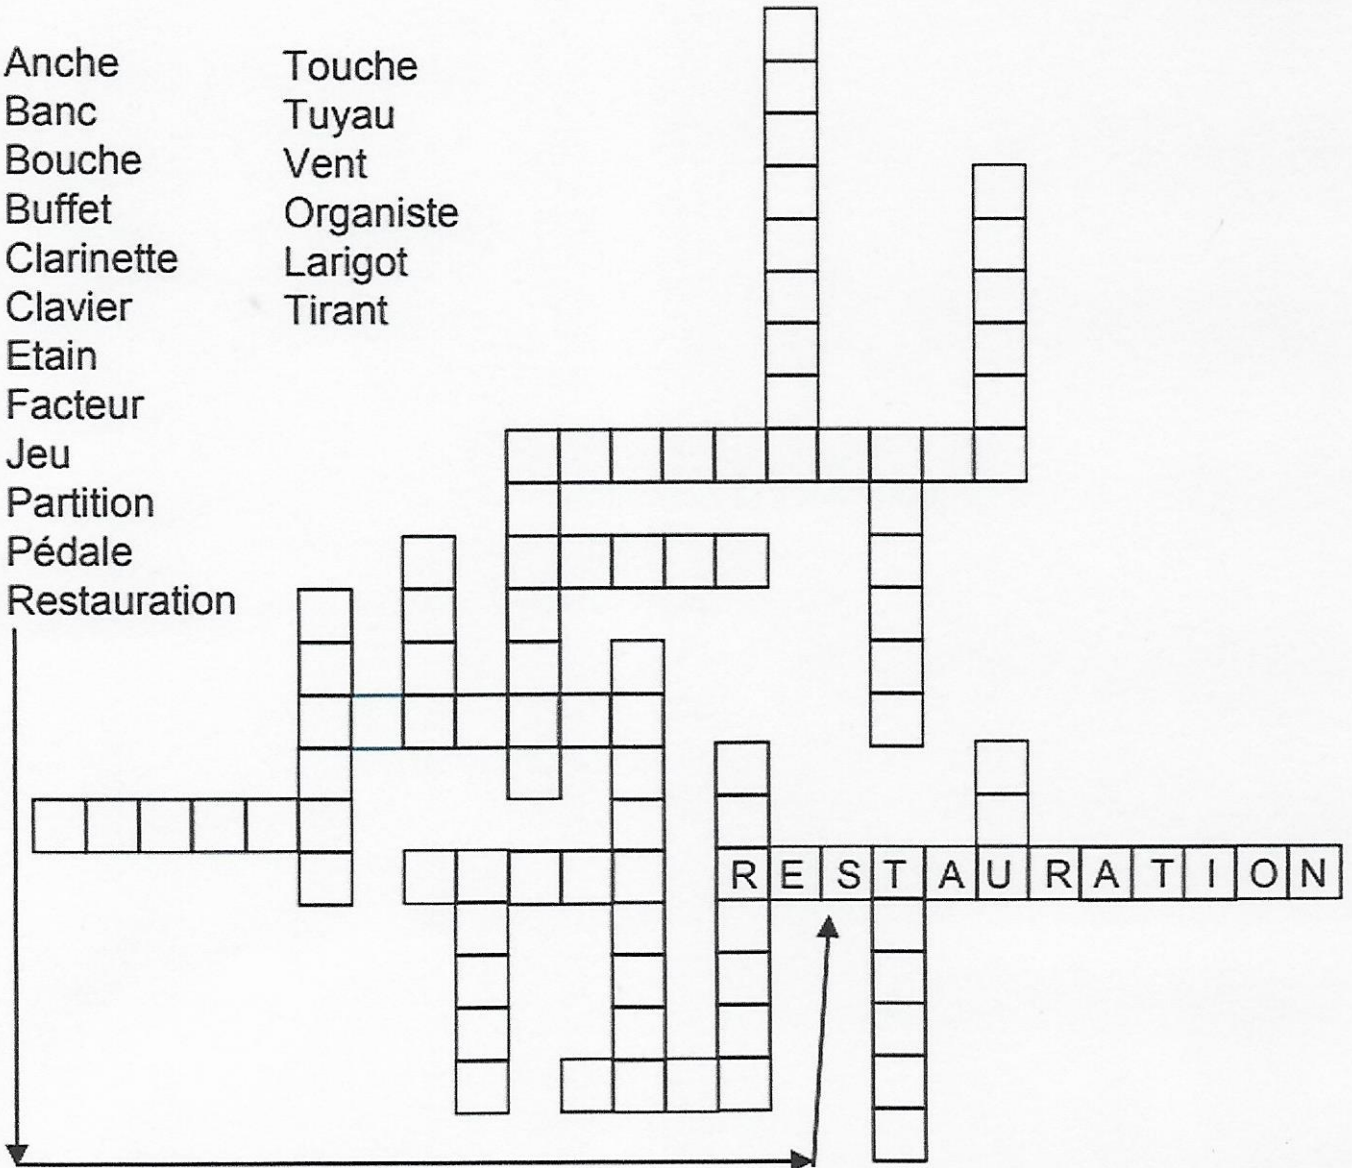 Anche
Banc
Bouche
Buffet
Clarinette
Clavier
Etain
Facteur
Jeu
Partition
Pédale
Restauration
Touche
Tuyau
Vent
Organiste
Larigot
Tirant
RESTAURATION